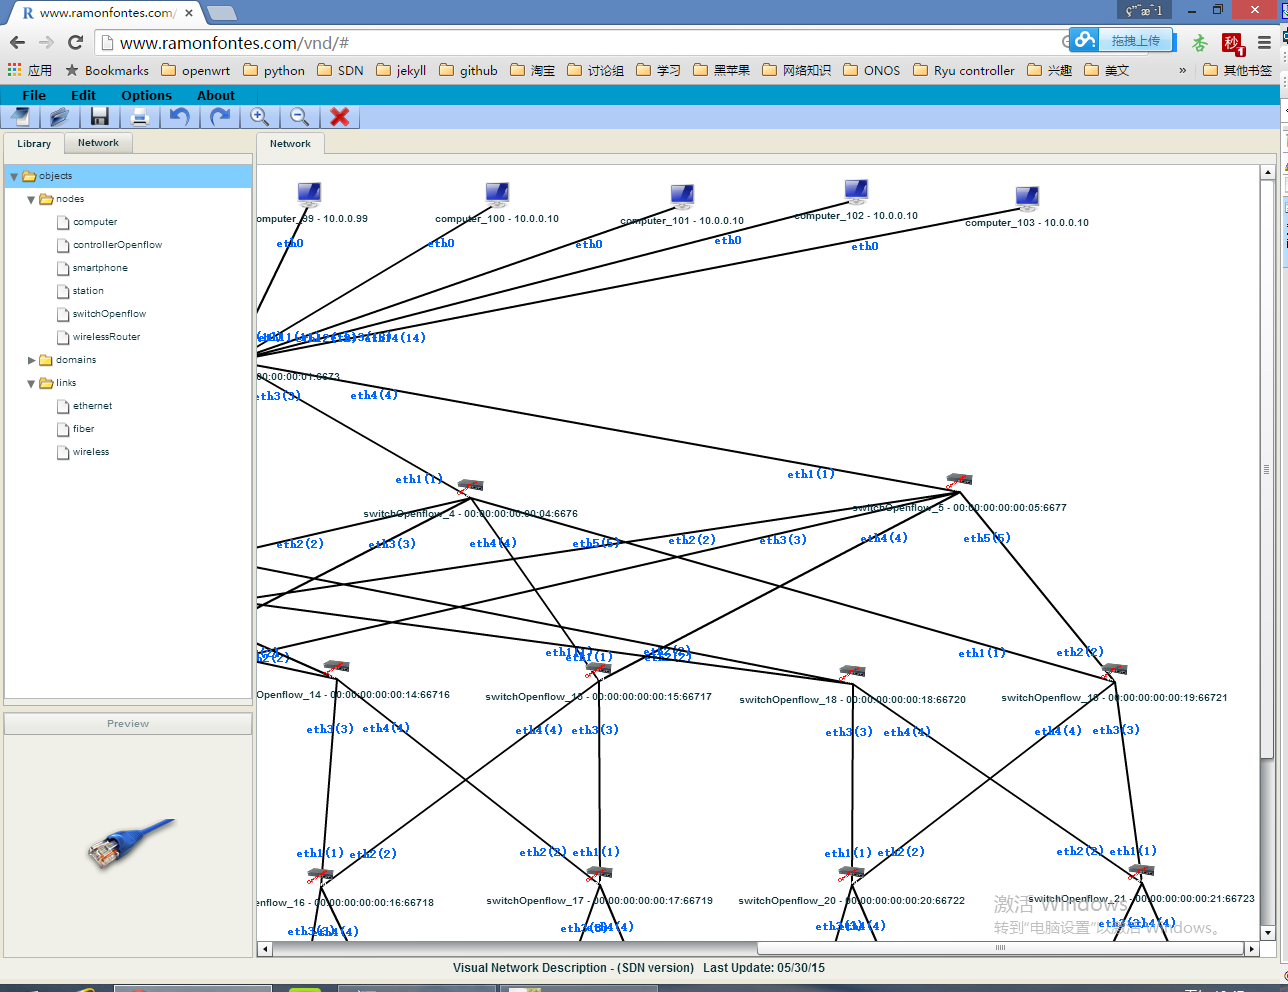 www.ramonfontes.com/
www.ramonfontes.com/vnd/#
拖拽上传
应用 Bookmarks openwrt python SDN jekyll github 淘宝 讨论组 学习 黑苹果 网络知识 ONOS Ryu controller 兴趣 美文 » 其他书签
File Edit Options About
Library Network
Network
objects
nodes
computer
controllerOpenflow
smartphone
station
switchOpenflow
wirelessRouter
domains
links
ethernet
fiber
wireless
Preview
omputer_99 - 10.0.0.99
computer_100 - 10.0.0.10
computer_101 - 10.0.0.10
computer_102 - 10.0.0.10
computer_103 - 10.0.0.10
eth0 eth0 eth0 eth0 eth0
00:00:00:01:6673
eth3(3) eth4(4)
eth1(1) eth1(1)
switchOpenflow_4 - 00:00:00:00:00:04:6676
switchOpenflow_5 - 00:00:00:00:00:05:6677
eth2(2) eth3(3) eth4(4) eth5(5) eth2(2) eth3(3) eth4(4) eth5(5)
eth1(1) eth1(1) eth2(2) eth2(2) eth1(1) eth2(2)
Openflow_14 - 00:00:00:00:00:14:66716
switchOpenflow_15 - 00:00:00:00:00:15:66717
switchOpenflow_18 - 00:00:00:00:00:18:66720
switchOpenflow_19 - 00:00:00:00:00:19:66721
eth3(3) eth4(4) eth4(4) eth3(3) eth3(3) eth4(4) eth4(4) eth3(3)
eth1(1) eth2(2) eth2(2) eth1(1) eth1(1) eth2(2) eth2(2) eth1(1)
enflow_16 - 00:00:00:00:00:16:66718
switchOpenflow_17 - 00:00:00:00:00:17:66719
switchOpenflow_20 - 00:00:00:00:00:20:66722
switchOpenflow_21 - 00:00:00:00:00:21:66723
激活 Windows
转到"电脑设置"以激活 Windows。
Visual Network Description - (SDN version) Last Update: 05/30/15